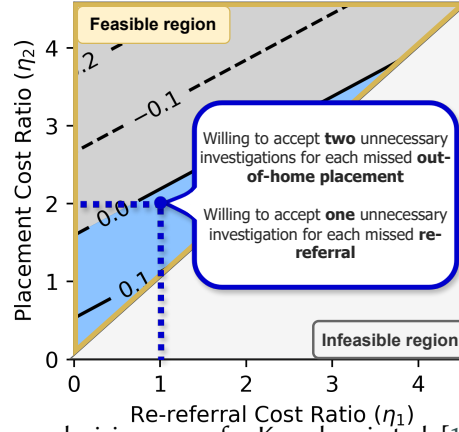 Feasible region
4
3
2
1
0
Placement Cost Ratio (η₂)
.2
−0.1
0.0
0.1
Willing to accept two unnecessary
investigations for each missed out-
of-home placement
Willing to accept one unnecessary
investigation for each missed re-
referral
Infeasible region
0 1 2 3 4
Re-referral Cost Ratio (η₁)